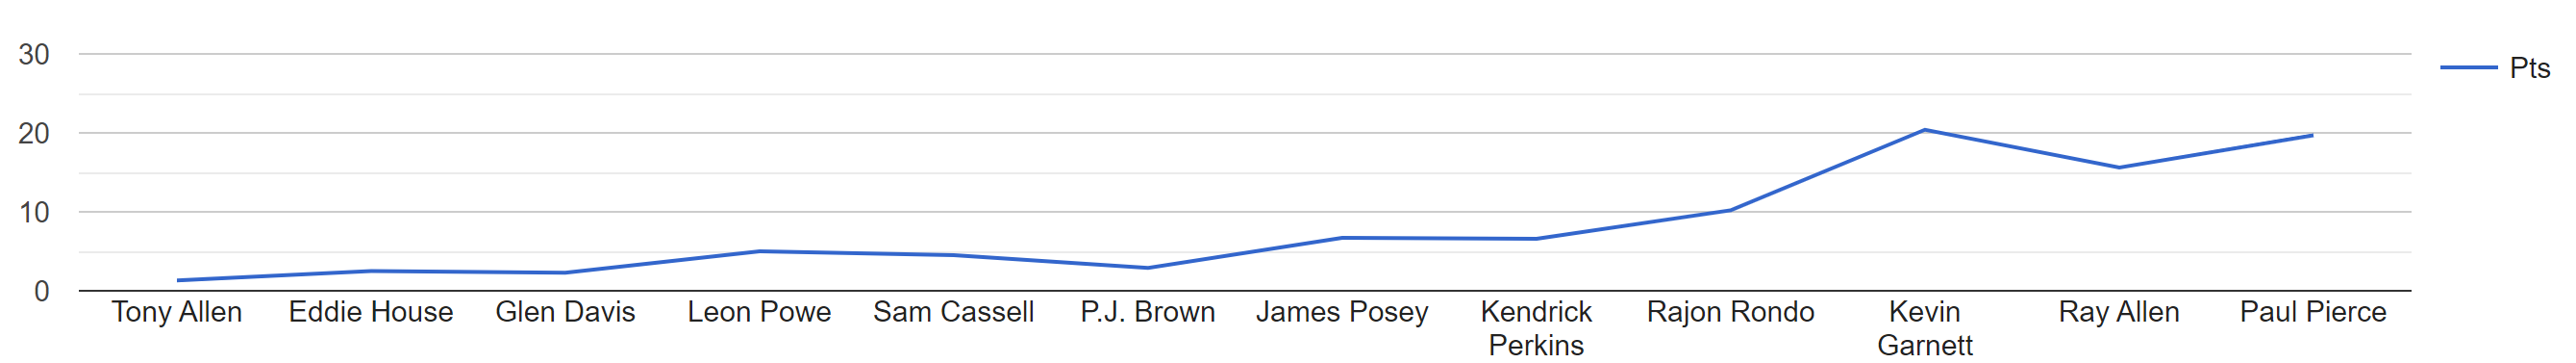 30
Pts
20
10
0
Tony Allen Eddie House Glen Davis Leon Powe Sam Cassell P.J. Brown James Posey Kendrick Rajon Rondo Kevin Ray Allen Paul Pierce
Perkins Garnett